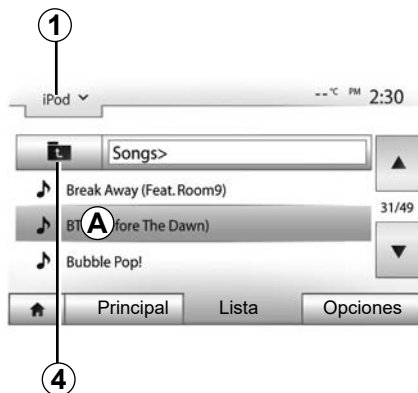 1
iPod
--°C PM 2:30
Songs>
Break Away (Feat. Room9)
31/49
A
fore The Dawn)
Bubble Pop!
Principal Lista Opciones
4